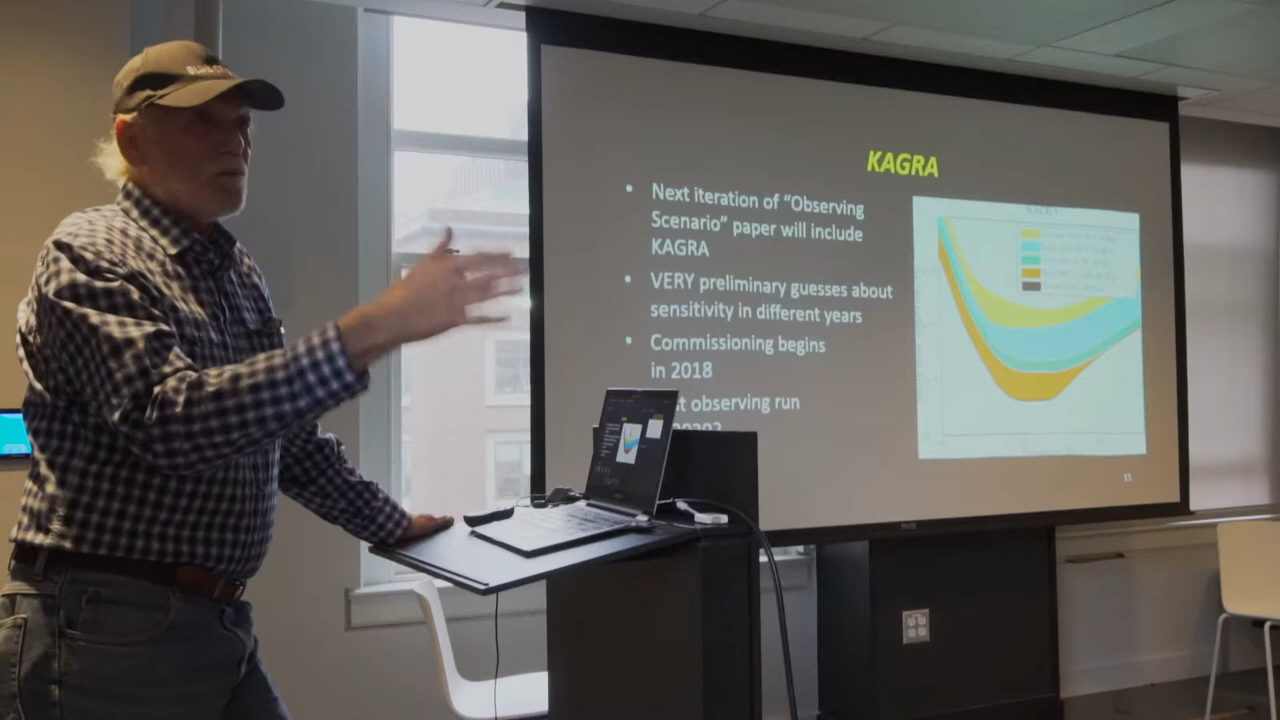 KAGRA
• Next iteration of “Observing
Scenario” paper will include
KAGRA
• VERY preliminary guesses about
sensitivity in different years
• Commissioning begins
in 2018
observing run
15